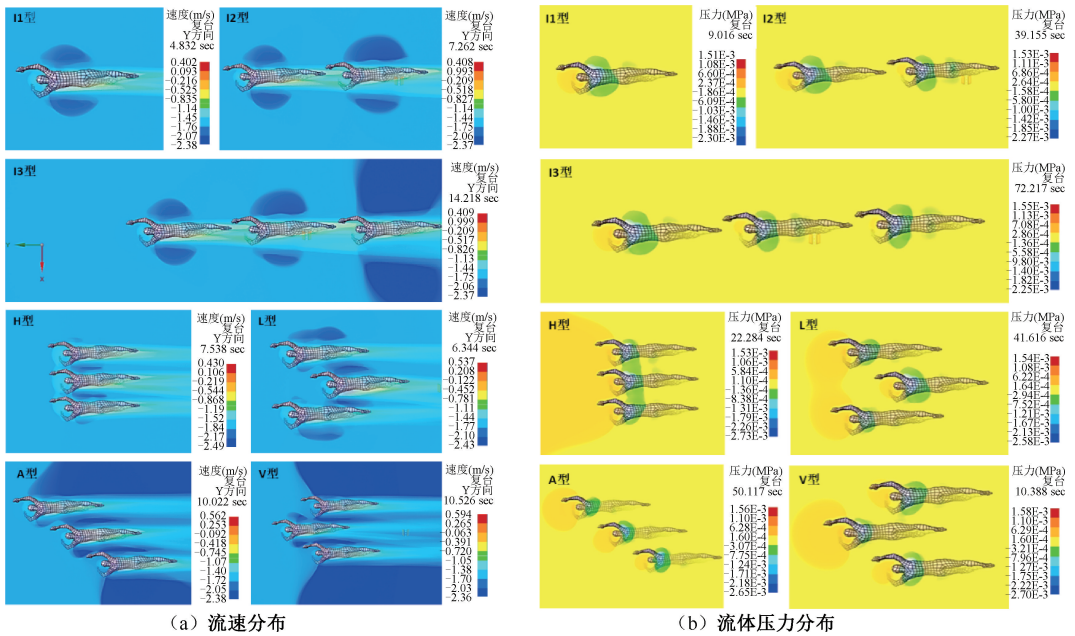 I1型
速度(m/s)
复台
Y方向
4.832 sec
0.402
0.093
−0.216
−0.525
−0.835
−1.14
−1.45
−1.76
−2.07
−2.38
I2型
速度(m/s)
复台
Y方向
7.262 sec
0.408
0.993
−0.209
−0.518
−0.827
−1.14
−1.44
−1.75
−2.06
−2.37
I3型
速度(m/s)
复台
Y方向
14.218 sec
0.409
0.999
−0.209
−0.517
−0.826
−1.13
−1.44
−1.75
−2.06
−2.37
Y
X
H型
速度(m/s)
复台
Y方向
7.538 sec
0.430
0.106
−0.219
−0.544
−0.868
−1.19
−1.52
−1.84
−2.17
−2.49
L型
速度(m/s)
复台
Y方向
6.344 sec
0.537
0.208
−0.122
−0.452
−0.781
−1.11
−1.44
−1.77
−2.10
−2.43
A型
速度(m/s)
复台
Y方向
10.022 sec
0.562
0.253
−0.092
−0.418
−0.745
−1.07
−1.40
−1.72
−2.05
−2.38
V型
速度(m/s)
复台
Y方向
10.526 sec
0.594
0.265
−0.063
−0.391
−0.720
−1.05
−1.38
−1.70
−2.03
−2.36
(a) 流速分布
I1型
压力(MPa)
复台
9.016 sec
1.51E-3
1.08E-3
6.60E-4
2.37E-4
−1.86E-4
−6.09E-4
−1.03E-3
−1.46E-3
−1.88E-3
−2.30E-3
I2型
压力(MPa)
复台
39.155 sec
1.53E-3
1.11E-3
6.86E-4
2.64E-4
−1.58E-4
−5.80E-4
−1.00E-3
−1.42E-3
−1.85E-3
−2.27E-3
I3型
压力(MPa)
复台
72.217 sec
1.55E-3
1.13E-3
7.08E-4
2.86E-4
−1.36E-4
−5.58E-4
−9.80E-4
−1.40E-3
−1.82E-3
−2.25E-3
H型
压力(MPa)
复台
22.284 sec
1.53E-3
1.06E-3
5.84E-4
1.10E-4
−1.36E-4
−8.38E-4
−1.31E-3
−1.79E-3
−2.26E-3
−2.73E-3
L型
压力(MPa)
复台
41.616 sec
1.54E-3
1.08E-3
6.22E-4
1.64E-4
−2.94E-4
−7.52E-4
−1.21E-3
−1.67E-3
−2.13E-3
−2.58E-3
A型
压力(MPa)
复台
50.117 sec
1.56E-3
1.10E-3
6.28E-4
1.60E-4
−3.07E-4
−7.75E-4
−1.24E-3
−1.71E-3
−2.18E-3
−2.65E-3
V型
压力(MPa)
复台
10.388 sec
1.58E-3
1.10E-3
6.29E-4
1.60E-4
−3.21E-4
−7.96E-4
−1.27E-3
−1.75E-3
−2.22E-3
−2.70E-3
(b) 流体压力分布